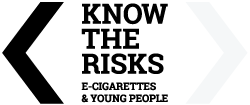 KNOW
THE
RISKS
E-CIGARETTES
& YOUNG PEOPLE